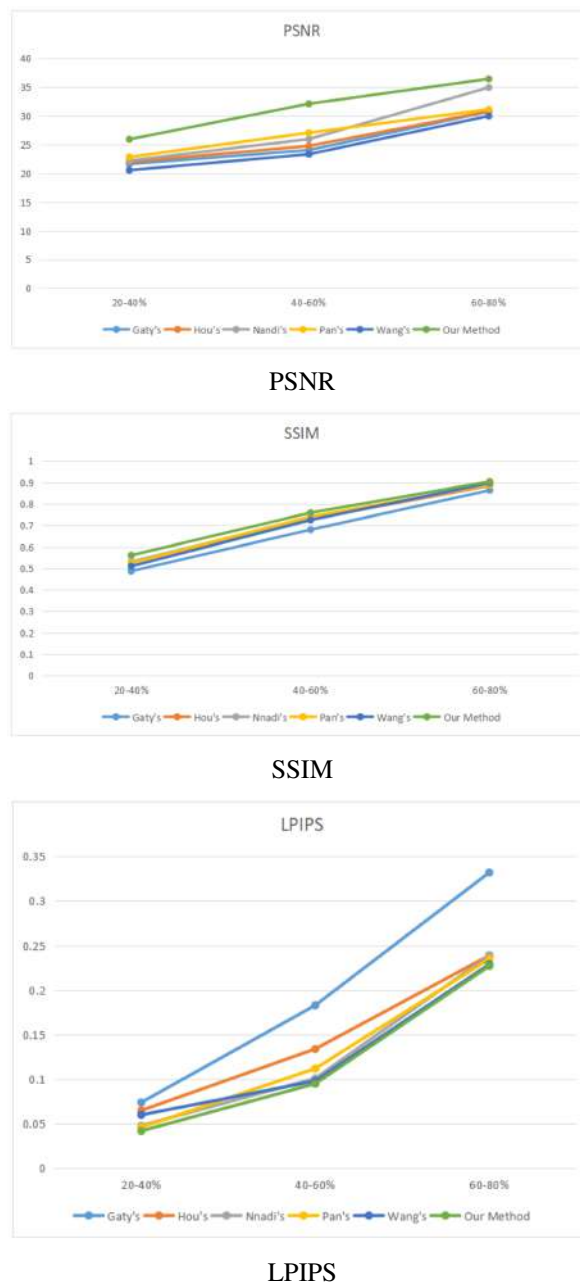 PSNR
40
35
30
25
20
15
10
5
0
20-40% 40-60% 60-80%
Gaty's Hou's Nandi's Pan's Wang's Our Method
PSNR
SSIM
1
0.9
0.8
0.7
0.6
0.5
0.4
0.3
0.2
0.1
0
20-40% 40-60% 60-80%
Gaty's Hou's Nnadi's Pan's Wang's Our Method
SSIM
LPIPS
0.35
0.3
0.25
0.2
0.15
0.1
0.05
0
20-40% 40-60% 60-80%
Gaty's Hou's Nnadi's Pan's Wang's Our Method
LPIPS